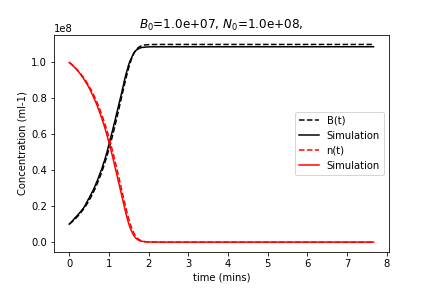 B₀=1.0e+07, N₀=1.0e+08,
1e8
1.0
0.8
0.6
0.4
0.2
0.0
Concentration (ml-1)
B(t)
Simulation
n(t)
Simulation
0 1 2 3 4 5 6 7 8
time (mins)